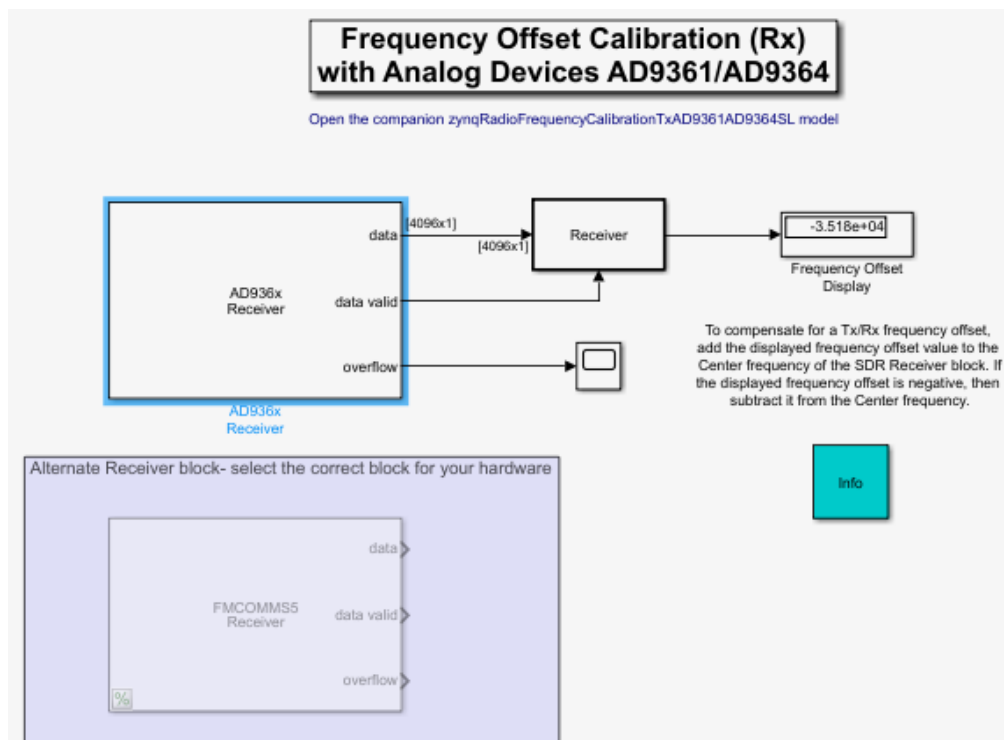 Frequency Offset Calibration (Rx)
with Analog Devices AD9361/AD9364
Open the companion zynqRadioFrequencyCalibrationTxAD9361AD9364SL model
data
[4096x1]
[4096x1]
Receiver
-3.518e+04
Frequency Offset
Display
AD936x
Receiver
data valid
overflow
AD936x
Receiver
To compensate for a Tx/Rx frequency offset,
add the displayed frequency offset value to the
Center frequency of the SDR Receiver block. If
the displayed frequency offset is negative, then
subtract it from the Center frequency.
Info
Alternate Receiver block- select the correct block for your hardware
data
FMCOMMS5
Receiver
data valid
overflow
%